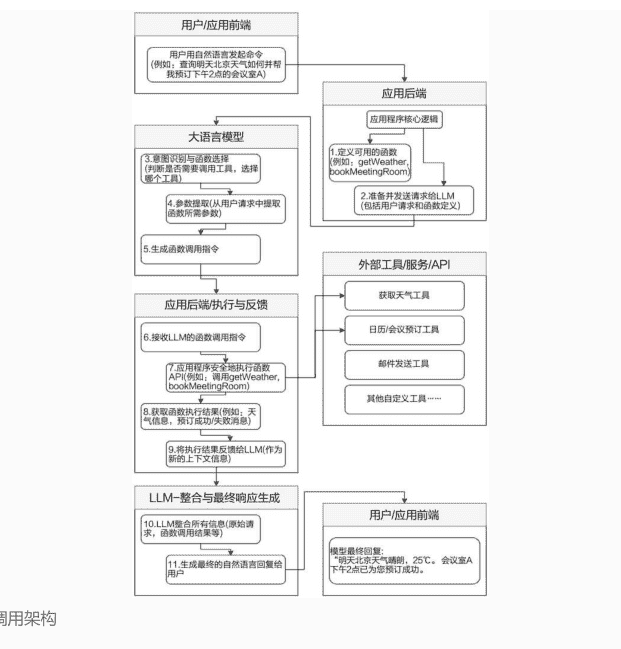 用户/应用前端
用户用自然语言发起命令
(例如；查询明天北京天气如何并帮
我预订下午2点的会议室A)
应用后端
应用程序核心逻辑
1.定义可用的函数
(例如；getWeather,
bookMeetingRoom)
2.准备并发送请求给LLM
(包括用户请求和函数定义)
大语言模型
3.意图识别与函数选择
(判断是否需要调用工具，选择
哪个工具)
4.参数提取(从用户请求中提取
函数所需参数)
5.生成函数调用指令
外部工具/服务/API
获取天气工具
日历/会议预订工具
邮件发送工具
其他自定义工具……
应用后端/执行与反馈
6.接收LLM的函数调用指令
7.应用程序安全地执行函数
API(例如；调用getWeather,
bookMeetingRoom)
8.获取函数执行结果(例如；天
气信息，预订成功/失败消息)
9.将执行结果反馈给LLM(作为
新的上下文信息)
LLM-整合与最终响应生成
10.LLM整合所有信息(原始请
求，函数调用结果等)
11.生成最终的自然语言回复给
用户
用户/应用前端
模型最终回复:
“明天北京天气晴朗，25℃。会议室A
下午2点已为您预订成功。
调用架构